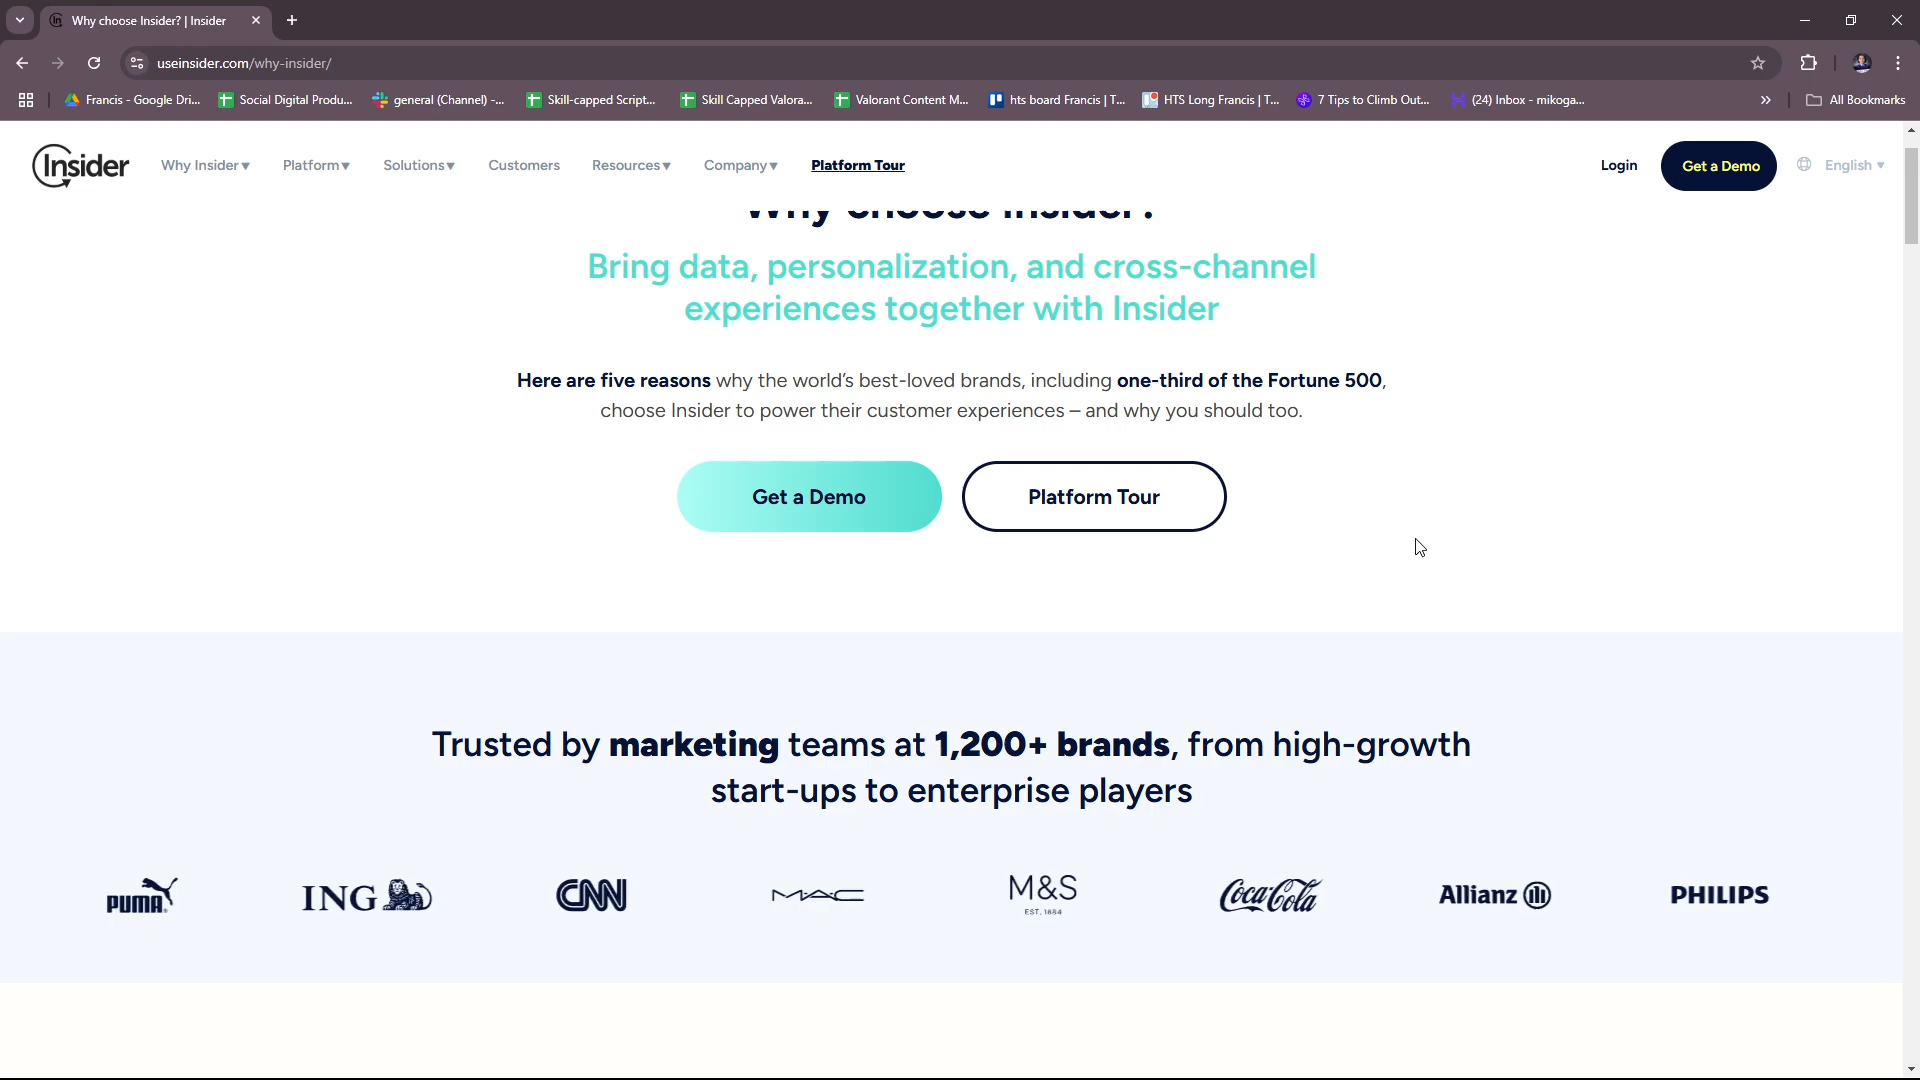 Why choose Insider? | Insider
useinsider.com/why-insider/
Francis - Google Dri...
Social Digital Produ...
general (Channel) -...
Skill-capped Script...
Skill Capped Valora...
Valorant Content M...
hts board Francis | T...
HTS Long Francis | T...
7 Tips to Climb Out...
(24) Inbox - mikoga...
All Bookmarks
Insider
Why Insider
Platform
Solutions
Customers
Resources
Company
Platform Tour
Login
Get a Demo
English
Why choose Insider?
Bring data, personalization, and cross-channel
experiences together with Insider
Here are five reasons why the world's best-loved brands, including one-third of the Fortune 500,
choose Insider to power their customer experiences – and why you should too.
Get a Demo
Platform Tour
Trusted by marketing teams at 1,200+ brands, from high-growth
start-ups to enterprise players
PUMA
ING
CNN
MAC
M&S
EST. 1884
Coca-Cola
Allianz
PHILIPS